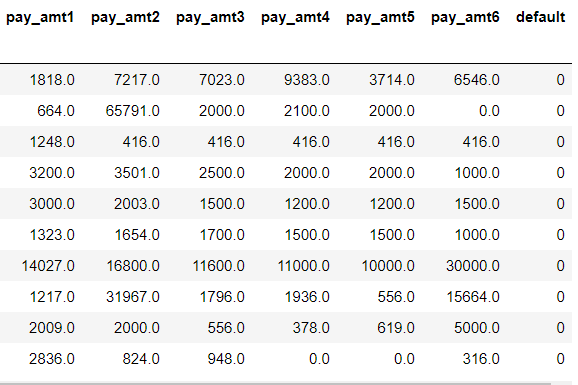 pay_amt1 pay_amt2 pay_amt3 pay_amt4 pay_amt5 pay_amt6 default
1818.0 7217.0 7023.0 9383.0 3714.0 6546.0 0
664.0 65791.0 2000.0 2100.0 2000.0 0.0 0
1248.0 416.0 416.0 416.0 416.0 416.0 0
3200.0 3501.0 2500.0 2000.0 2000.0 1000.0 0
3000.0 2003.0 1500.0 1200.0 1200.0 1500.0 0
1323.0 1654.0 1700.0 1500.0 1500.0 1000.0 0
14027.0 16800.0 11600.0 11000.0 10000.0 30000.0 0
1217.0 31967.0 1796.0 1936.0 556.0 15664.0 0
2009.0 2000.0 556.0 378.0 619.0 5000.0 0
2836.0 824.0 948.0 0.0 0.0 316.0 0